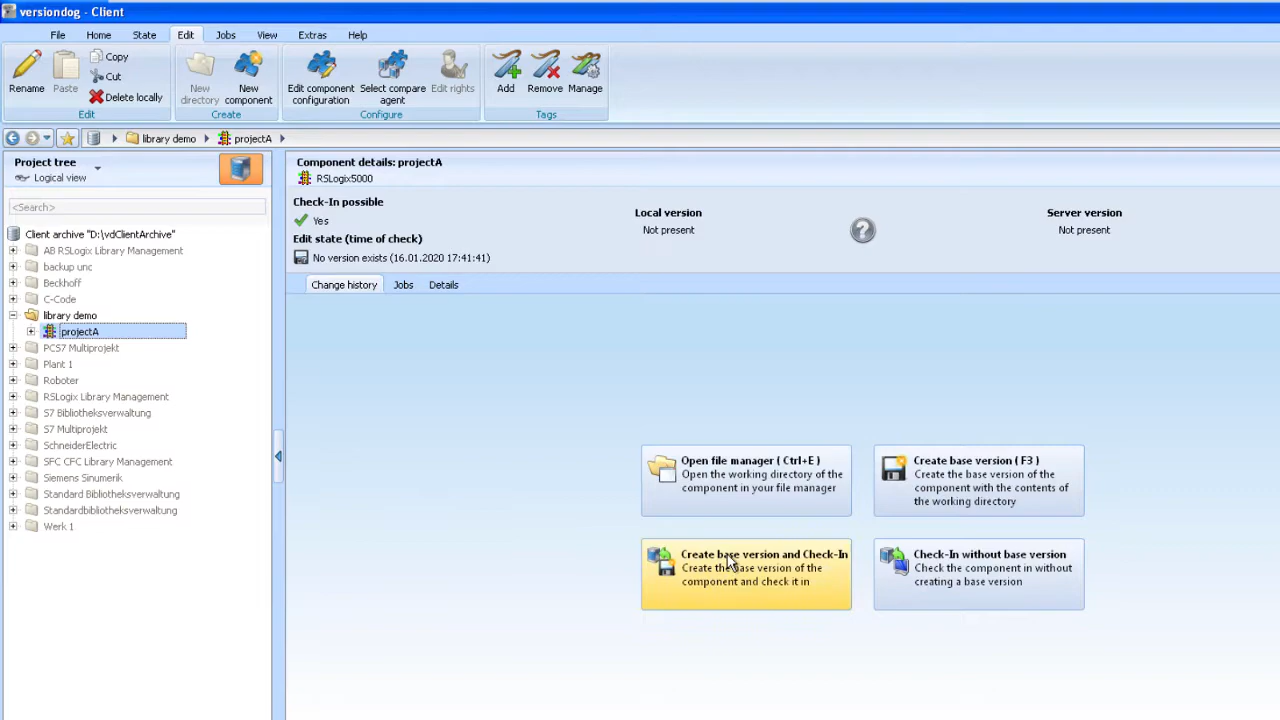 versiondog - Client
File Home State Edit Jobs View Extras Help
Rename Paste Copy Cut Delete locally
Edit
New directory New component
Create
Edit component configuration Select compare agent Edit rights
Configure
Add Remove Manage
Tags
library demo projectA
Project tree
Logical view
<Search>
Client archive "D:\vdClientArchive"
AB RSLogix Library Management
backup unc
Beckhoff
C-Code
library demo
projectA
PCS7 Multiprojekt
Plant 1
Roboter
RSLogix Library Management
S7 Bibliotheksverwaltung
S7 Multiprojekt
SchneiderElectric
SFC CFC Library Management
Siemens Sinumerik
Standard Bibliotheksverwaltung
Standardbibliotheksverwaltung
Werk 1
Component details: projectA
RSLogix5000
Check-In possible
Yes
Edit state (time of check)
No version exists (16.01.2020 17:41:41)
Local version
Not present
?
Server version
Not present
Change history Jobs Details
Open file manager ( Ctrl+E )
Open the working directory of the
component in your file manager
Create base version ( F3 )
Create the base version of the
component with the contents of
the working directory
Create base version and Check-In
Create the base version of the
component and check it in
Check-In without base version
Check the component in without
creating a base version